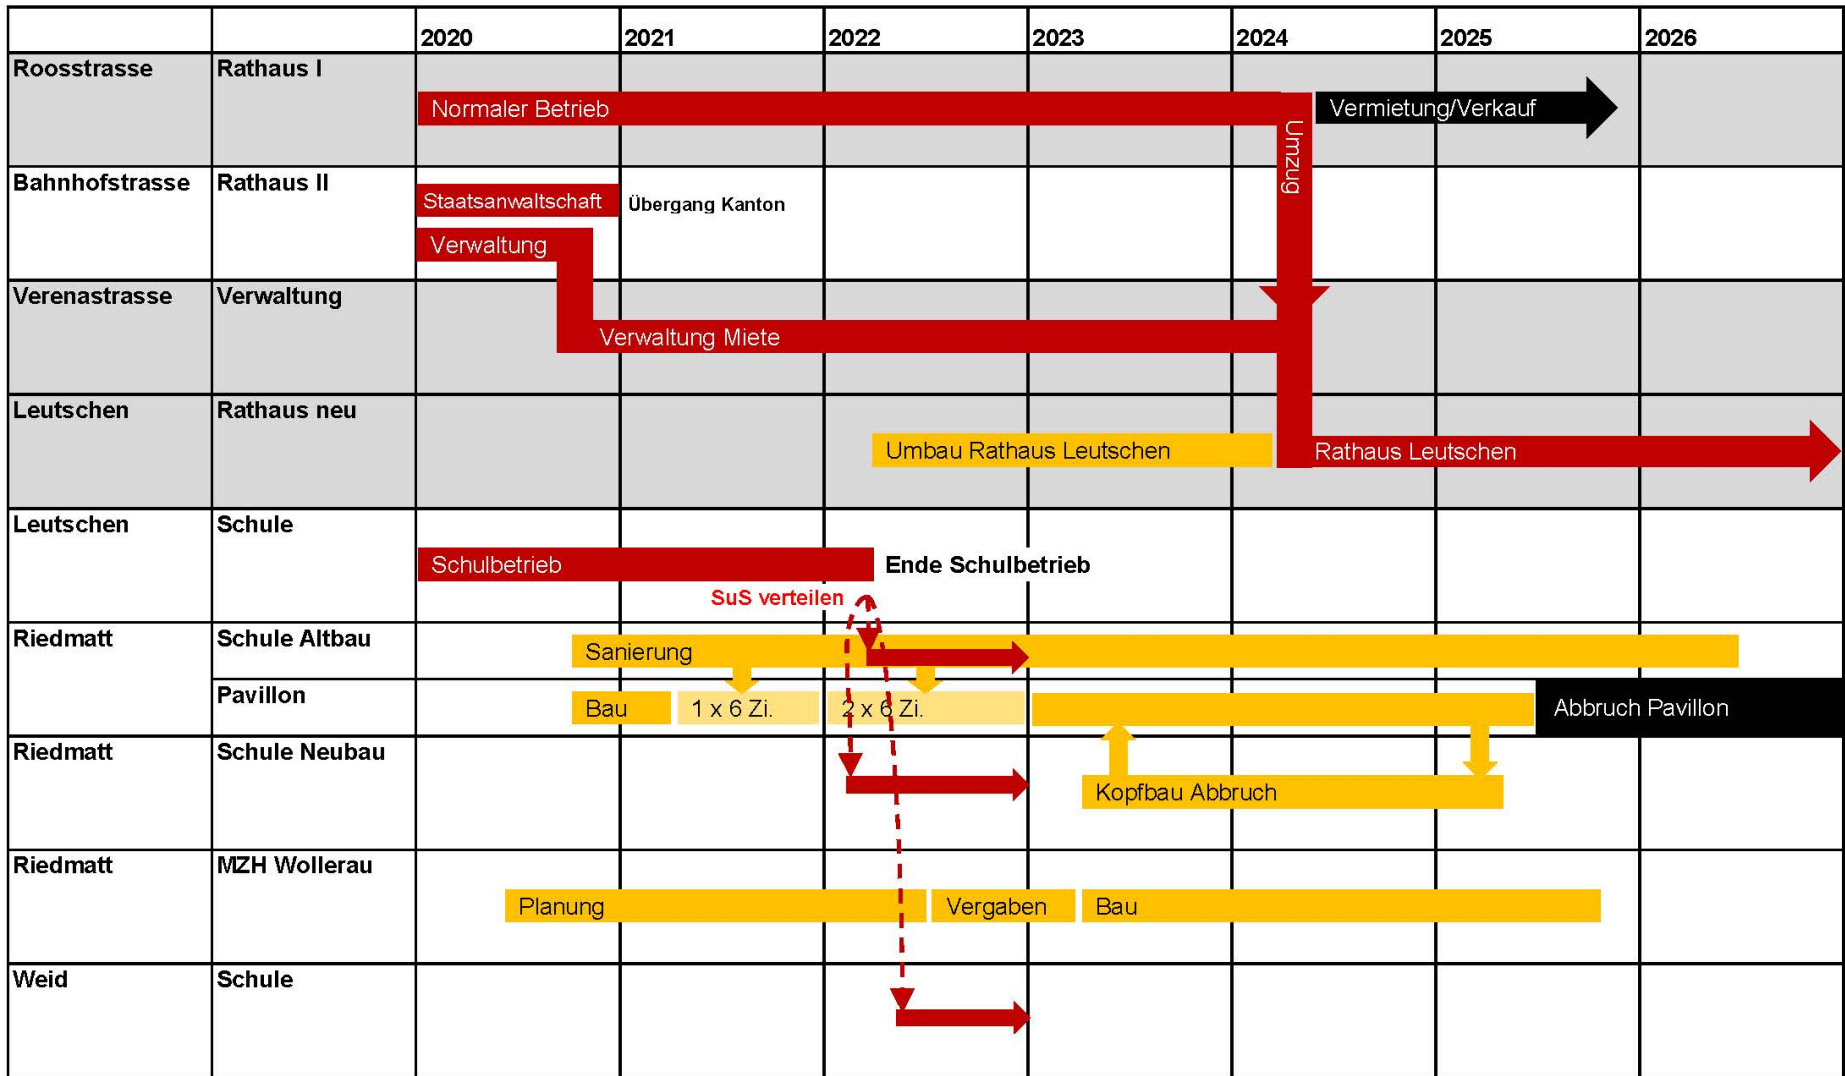 2020 2021 2022 2023 2024 2025 2026
Roosstrasse Rathaus I
Normaler Betrieb Vermietung/Verkauf
Umzug
Bahnhofstrasse Rathaus II
Staatsanwaltschaft Übergang Kanton
Verwaltung
Verenastrasse Verwaltung
Verwaltung Miete
Leutschen Rathaus neu
Umbau Rathaus Leutschen Rathaus Leutschen
Leutschen Schule
Schulbetrieb Ende Schulbetrieb
SuS verteilen
Riedmatt Schule Altbau
Sanierung
Pavillon
Bau 1 x 6 Zi. 2 x 6 Zi. Abbruch Pavillon
Riedmatt Schule Neubau
Kopfbau Abbruch
Riedmatt MZH Wollerau
Planung Vergaben Bau
Weid Schule